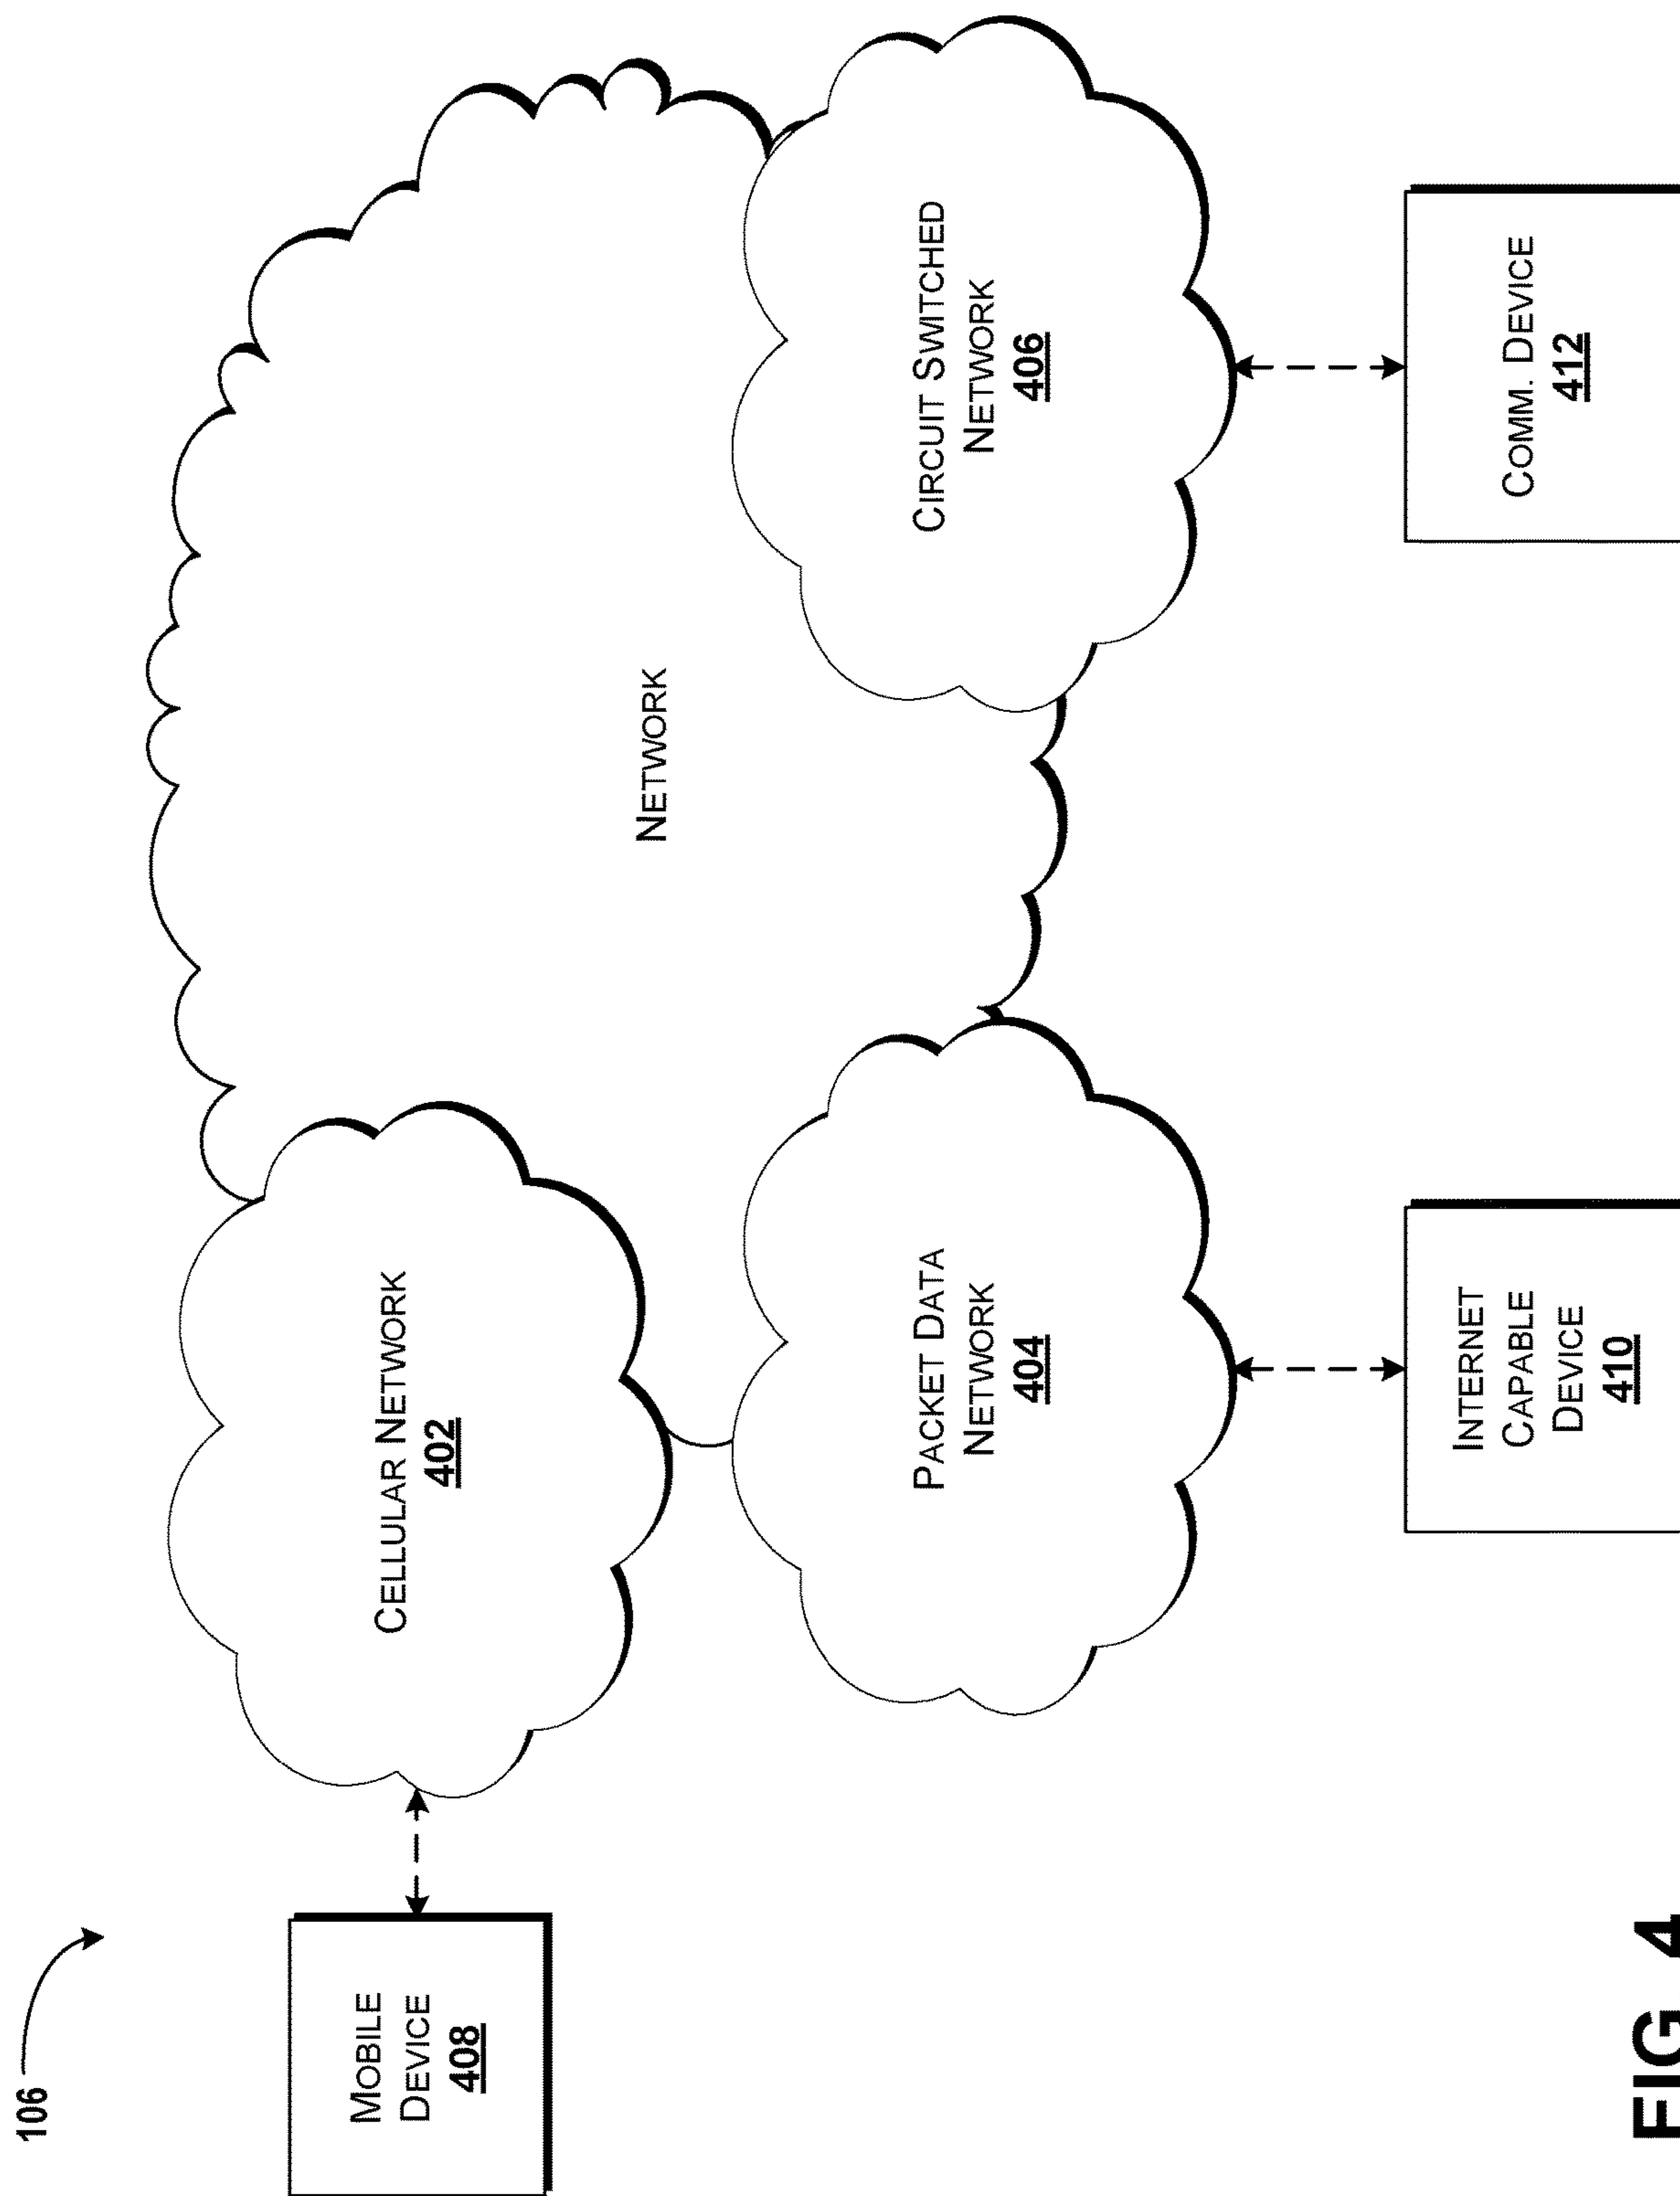 106
MOBILE
DEVICE
408
CELLULAR NETWORK
402
NETWORK
PACKET DATA
NETWORK
404
CIRCUIT SWITCHED
NETWORK
406
INTERNET
CAPABLE
DEVICE
410
COMM. DEVICE
412
FIG. 4